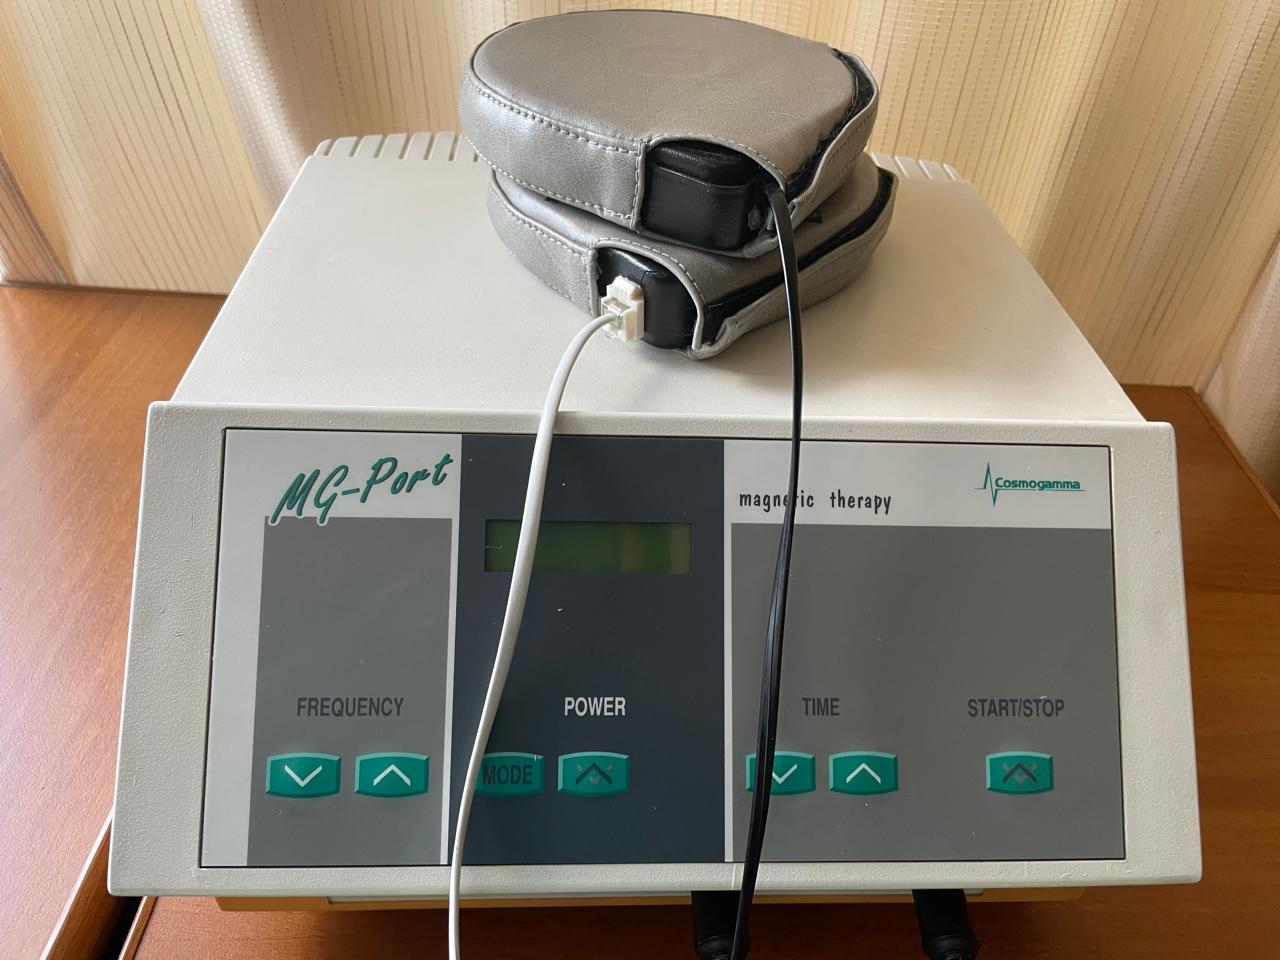 MG-Port
magnetic therapy
Cosmogamma
FREQUENCY
POWER
TIME
START/STOP
MODE